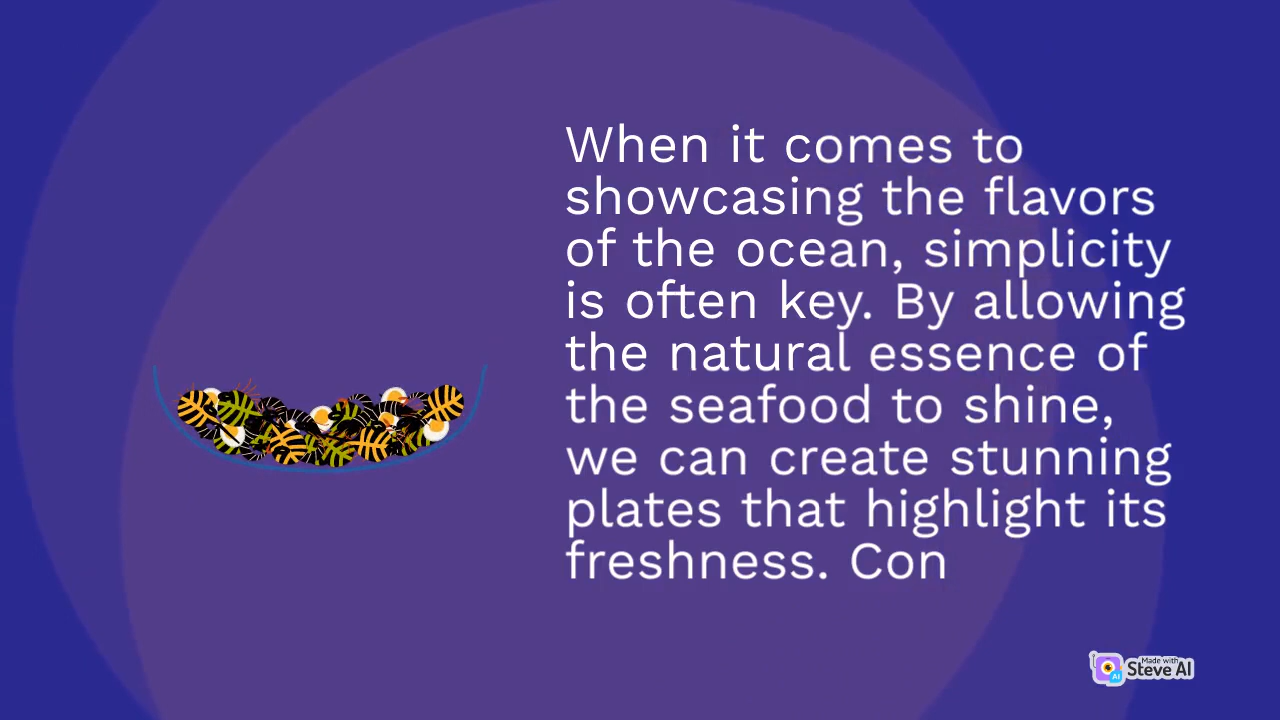 When it comes to
showcasing the flavors
of the ocean, simplicity
is often key. By allowing
the natural essence of
the seafood to shine,
we can create stunning
plates that highlight its
freshness. Con
Made with
Steve AI
AI